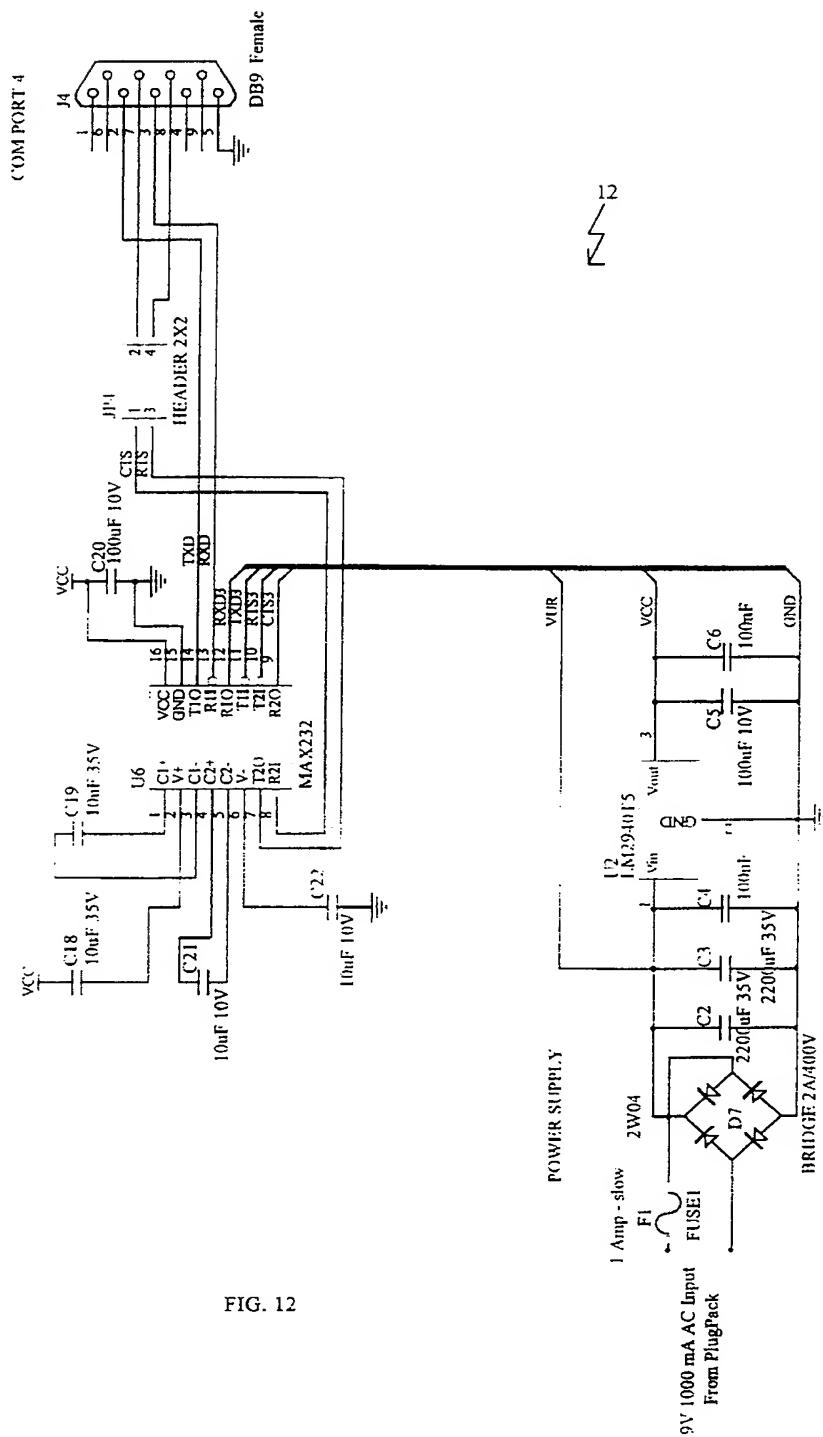 COM PORT 4
J4
DB9 Female
1
6
2
7
3
8
4
9
5
12
2
4
HEADER 2X2
JP4
1
3
CTS
RTS
VCC
C20
100uF 10V
TXD
RXD
RXD3
TXD3
RTS3
CTS3
16
15
14
13
12
11
10
9
VCC
GND
T1O
R1I
R1O
T1I
T2I
R2O
U6
MAX232
C1+
V+
C1-
C2+
C2-
V-
T2O
R2I
1
2
3
4
5
6
7
8
C19
10uF 35V
VCC
C18
10uF 35V
C21
10uF 10V
C22
10uF 10V
POWER SUPPLY
VUR
VCC
GND
C6
100nF
C5
100uF 10V
3
Vout
GND
U2
LM2940T5
Vin
1
C4
C3
2200uF 35V
C2
2200uF 35V
2W04
D7
BRIDGE 2A/400V
1 Amp - slow
F1
FUSE1
9V 1000 mA AC Input
From PlugPack
FIG. 12